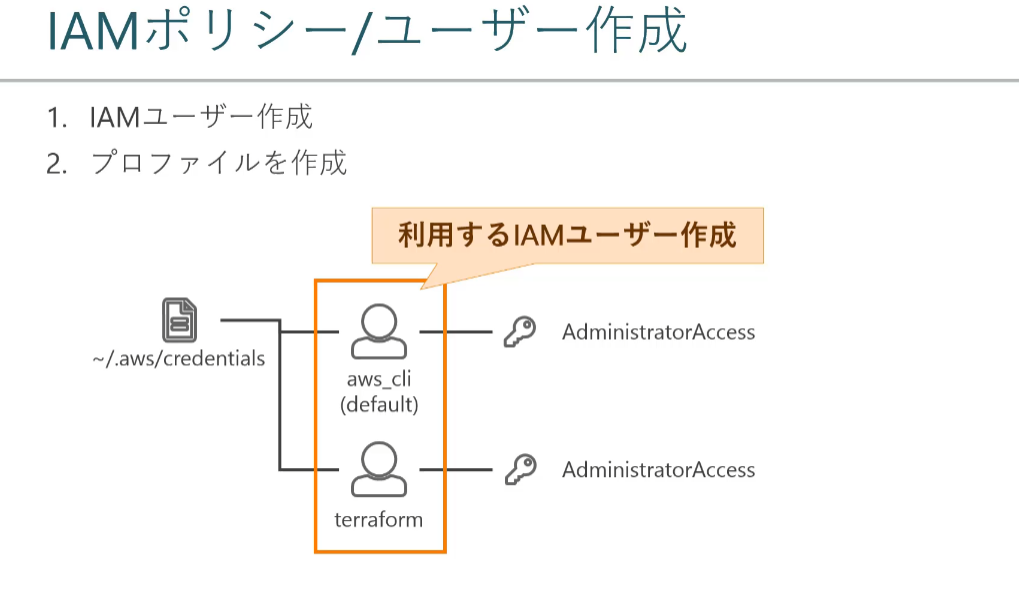 IAMポリシー/ユーザー作成
1. IAMユーザー作成
2. プロファイルを作成
利用するIAMユーザー作成
~/.aws/credentials
aws_cli
(default)
AdministratorAccess
terraform
AdministratorAccess